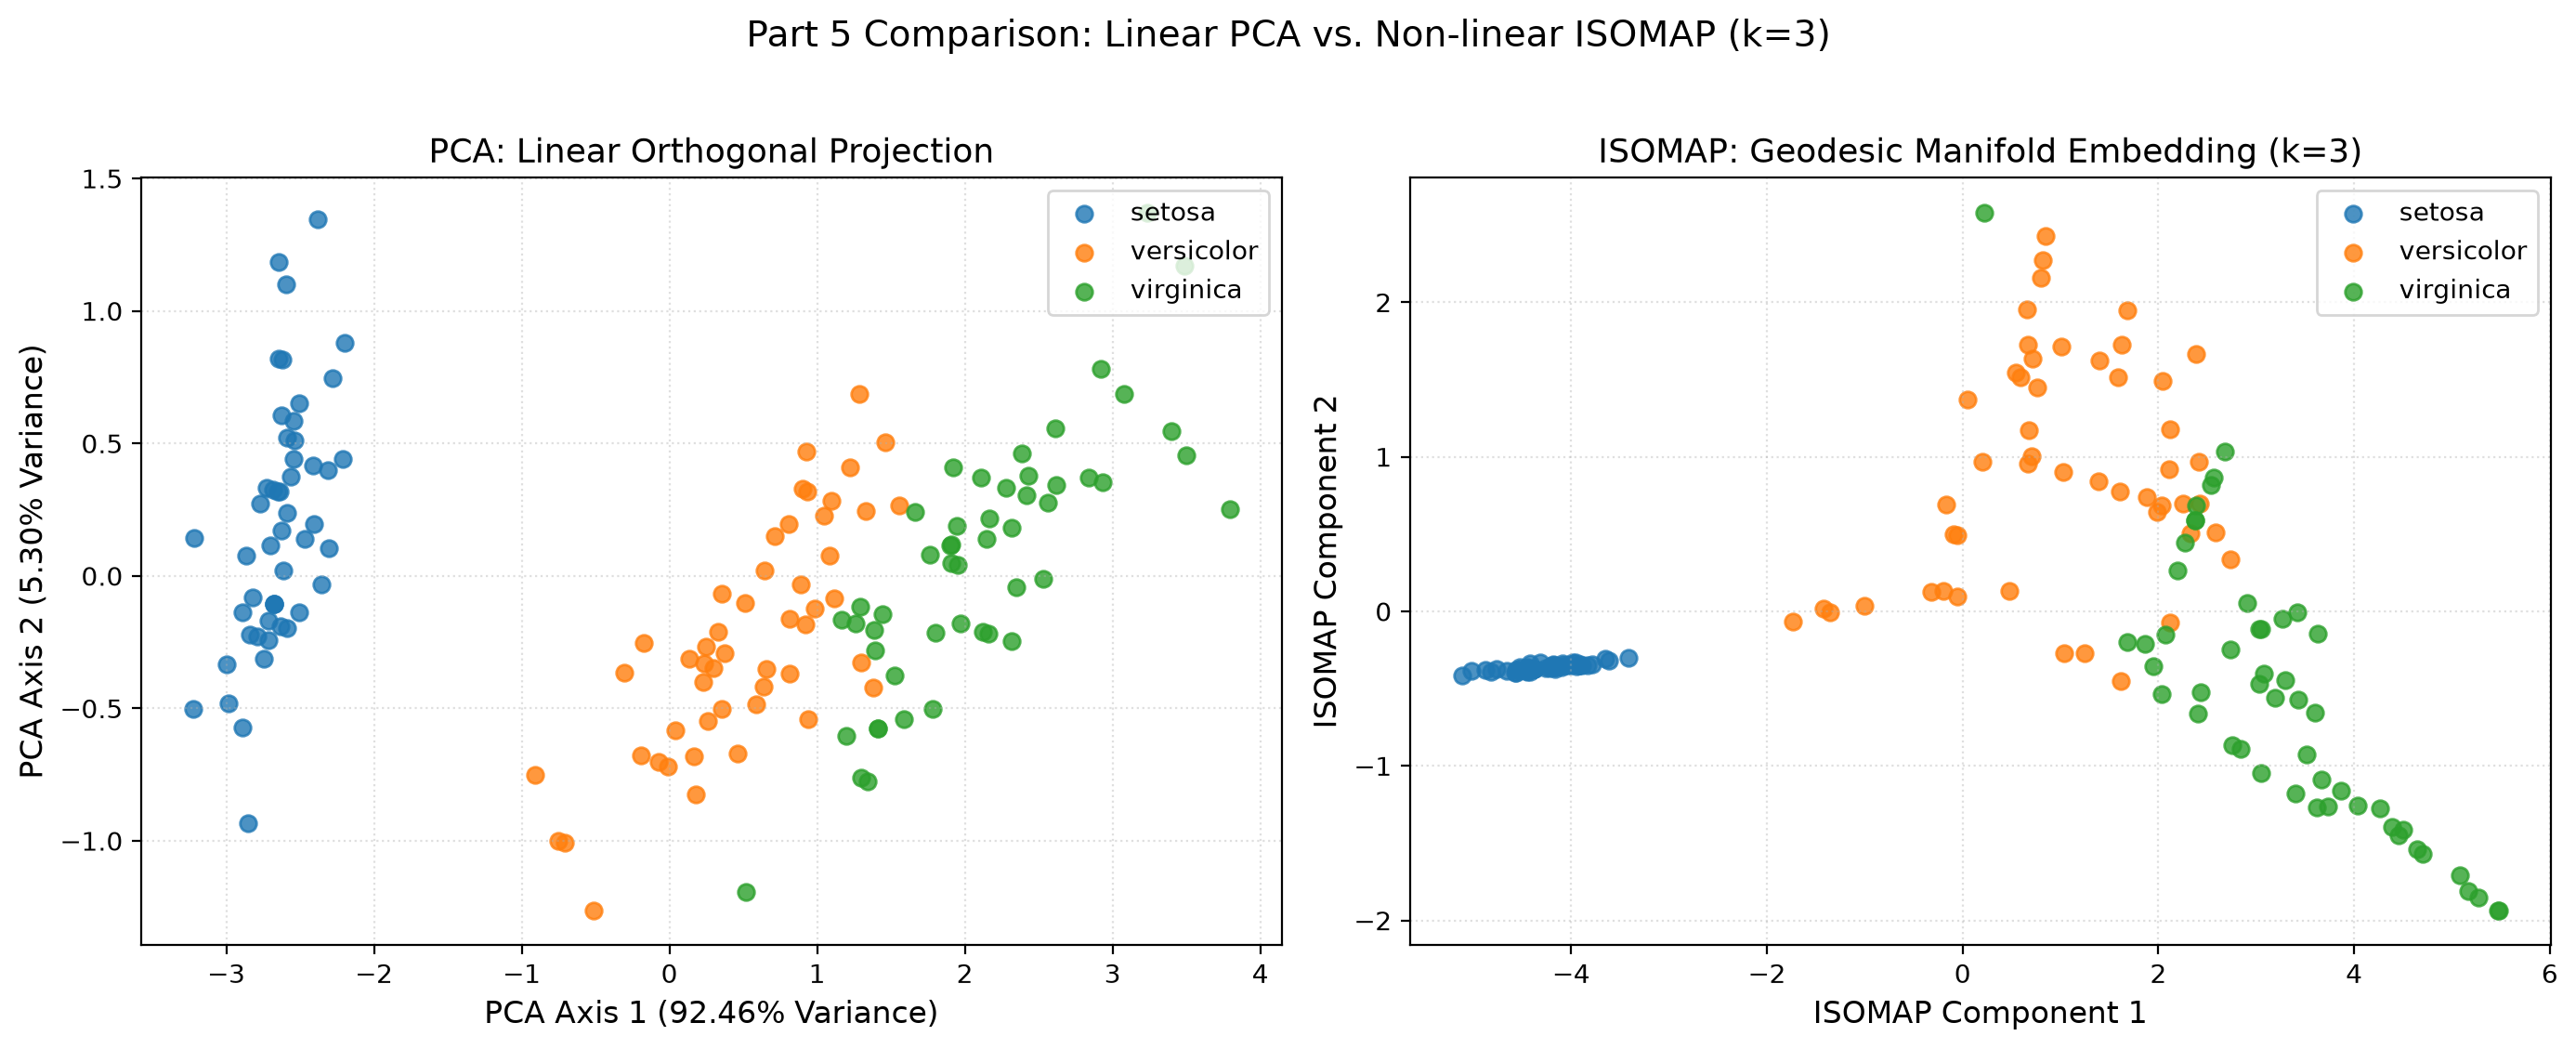 Part 5 Comparison: Linear PCA vs. Non-linear ISOMAP (k=3)
PCA: Linear Orthogonal Projection
1.5
1.0
0.5
0.0
−0.5
−1.0
PCA Axis 2 (5.30% Variance)
setosa
versicolor
virginica
−3
−2
−1
0
1
2
3
4
PCA Axis 1 (92.46% Variance)
ISOMAP: Geodesic Manifold Embedding (k=3)
2
1
0
−1
−2
ISOMAP Component 2
setosa
versicolor
virginica
−4
−2
0
2
4
6
ISOMAP Component 1